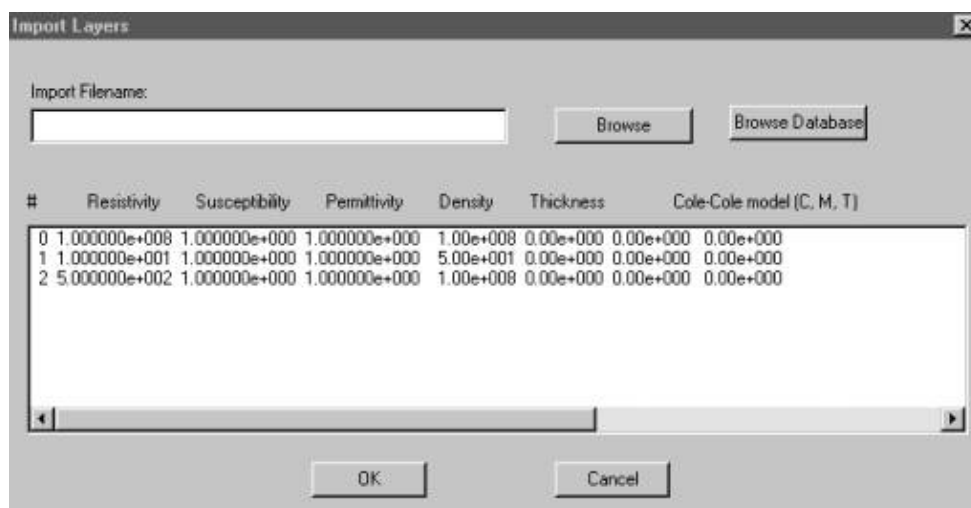 Import Layers
Import Filename:
Browse
Browse Database
# Resistivity Susceptibility Permittivity Density Thickness Cole-Cole model (C, M, T)
0 1.000000e+008 1.000000e+000 1.000000e+000 1.00e+008 0.00e+000 0.00e+000 0.00e+000
1 1.000000e+001 1.000000e+000 1.000000e+000 5.00e+001 0.00e+000 0.00e+000 0.00e+000
2 5.000000e+002 1.000000e+000 1.000000e+000 1.00e+008 0.00e+000 0.00e+000 0.00e+000
OK
Cancel